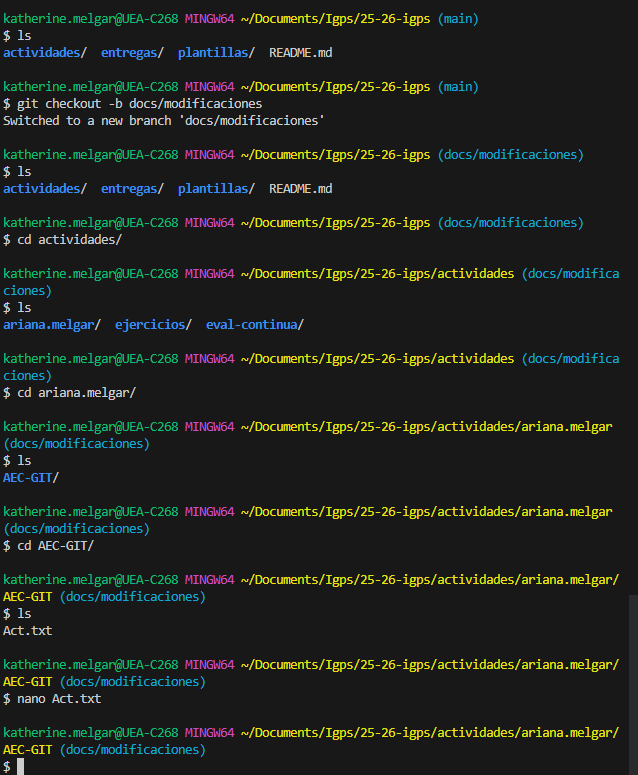 katherine.melgar@UEA-C268 MINGW64 ~/Documents/Igps/25-26-igps (main)
$ ls
actividades/  entregas/  plantillas/  README.md
katherine.melgar@UEA-C268 MINGW64 ~/Documents/Igps/25-26-igps (main)
$ git checkout -b docs/modificaciones
Switched to a new branch 'docs/modificaciones'
katherine.melgar@UEA-C268 MINGW64 ~/Documents/Igps/25-26-igps (docs/modificaciones)
$ ls
actividades/  entregas/  plantillas/  README.md
katherine.melgar@UEA-C268 MINGW64 ~/Documents/Igps/25-26-igps (docs/modificaciones)
$ cd actividades/
katherine.melgar@UEA-C268 MINGW64 ~/Documents/Igps/25-26-igps/actividades (docs/modifica
ciones)
$ ls
ariana.melgar/  ejercicios/  eval-continua/
katherine.melgar@UEA-C268 MINGW64 ~/Documents/Igps/25-26-igps/actividades (docs/modifica
ciones)
$ cd ariana.melgar/
katherine.melgar@UEA-C268 MINGW64 ~/Documents/Igps/25-26-igps/actividades/ariana.melgar
(docs/modificaciones)
$ ls
AEC-GIT/
katherine.melgar@UEA-C268 MINGW64 ~/Documents/Igps/25-26-igps/actividades/ariana.melgar
(docs/modificaciones)
$ cd AEC-GIT/
katherine.melgar@UEA-C268 MINGW64 ~/Documents/Igps/25-26-igps/actividades/ariana.melgar/
AEC-GIT (docs/modificaciones)
$ ls
Act.txt
katherine.melgar@UEA-C268 MINGW64 ~/Documents/Igps/25-26-igps/actividades/ariana.melgar/
AEC-GIT (docs/modificaciones)
$ nano Act.txt
katherine.melgar@UEA-C268 MINGW64 ~/Documents/Igps/25-26-igps/actividades/ariana.melgar/
AEC-GIT (docs/modificaciones)
$